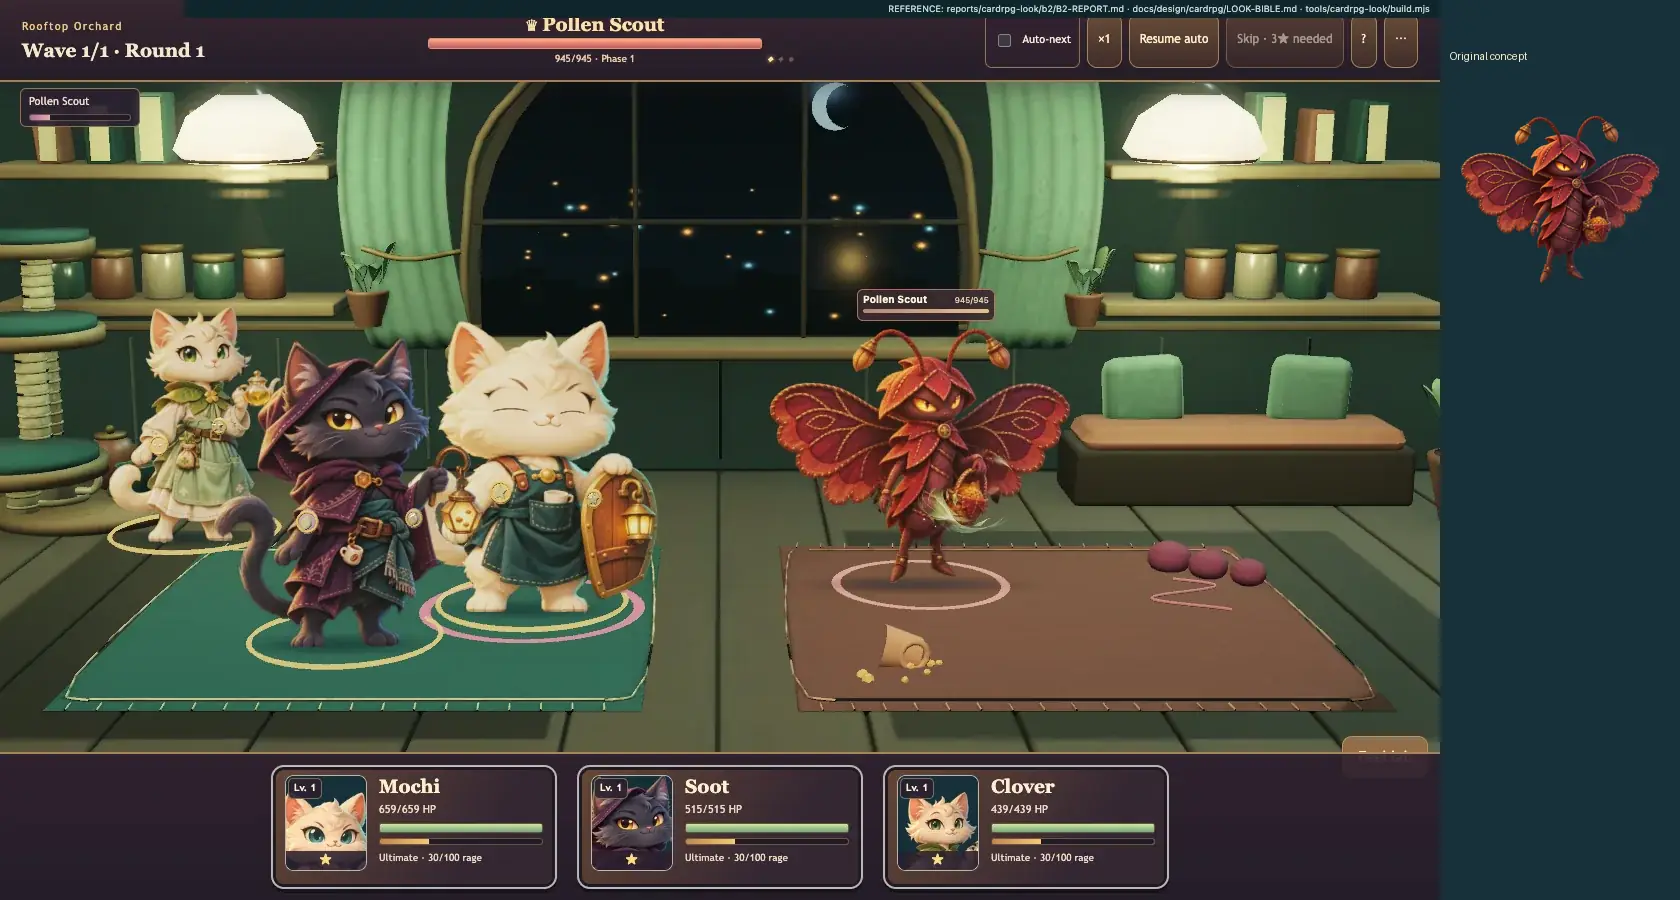 REFERENCE: reports/cardrpg-look/b2/B2-REPORT.md · docs/design/cardrpg/LOOK-BIBLE.md · tools/cardrpg-look/build.mjs
Rooftop Orchard
Wave 1/1 · Round 1
♛ Pollen Scout
945/945 · Phase 1
Auto-next
×1
Resume auto
Skip · 3★ needed
?
...
Original concept
Pollen Scout
Pollen Scout 945/945
Lv. 1
Mochi
659/659 HP
Ultimate · 30/100 rage
Lv. 1
Soot
515/515 HP
Ultimate · 30/100 rage
Lv. 1
Clover
439/439 HP
Ultimate · 30/100 rage